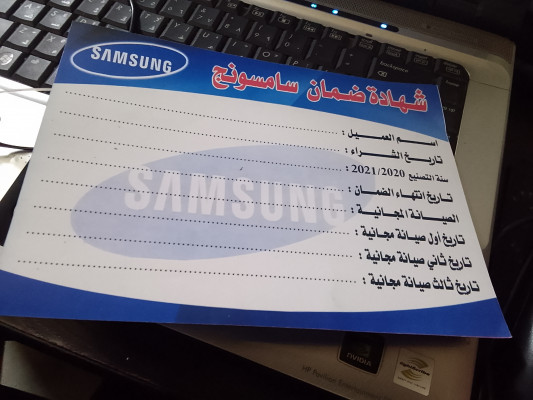 SAMSUNG
شهادة ضمان سامسونج
اسم العميل :
تاريخ الشراء :
سنة التصنيع 2021/2020 :
تاريخ انتهاء الضمان :
الصيانة المجانية :
تاريخ أول صيانة مجانية :
تاريخ ثاني صيانة مجانية :
تاريخ ثالث صيانة مجانية :
SAMSUNG
NVIDIA